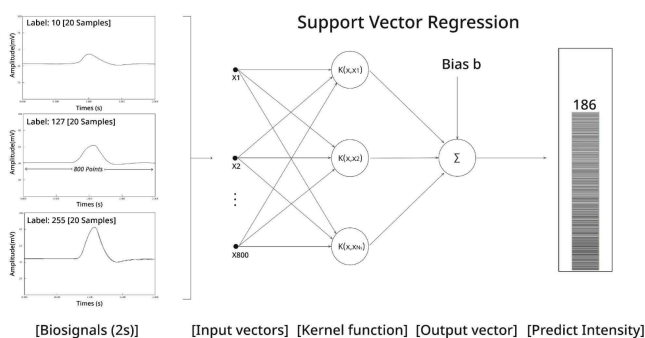 Support Vector Regression
Label: 10 [20 Samples]
Amplitude(mV)
Times (s)
Label: 127 [20 Samples]
Amplitude(mV)
800 Points
Times (s)
Label: 255 [20 Samples]
Amplitude(mV)
Times (s)
X1
X2
X800
K(x,x1)
K(x,x2)
K(x,xNs)
Bias b
Σ
186
[Biosignals (2s)] [Input vectors] [Kernel function] [Output vector] [Predict Intensity]